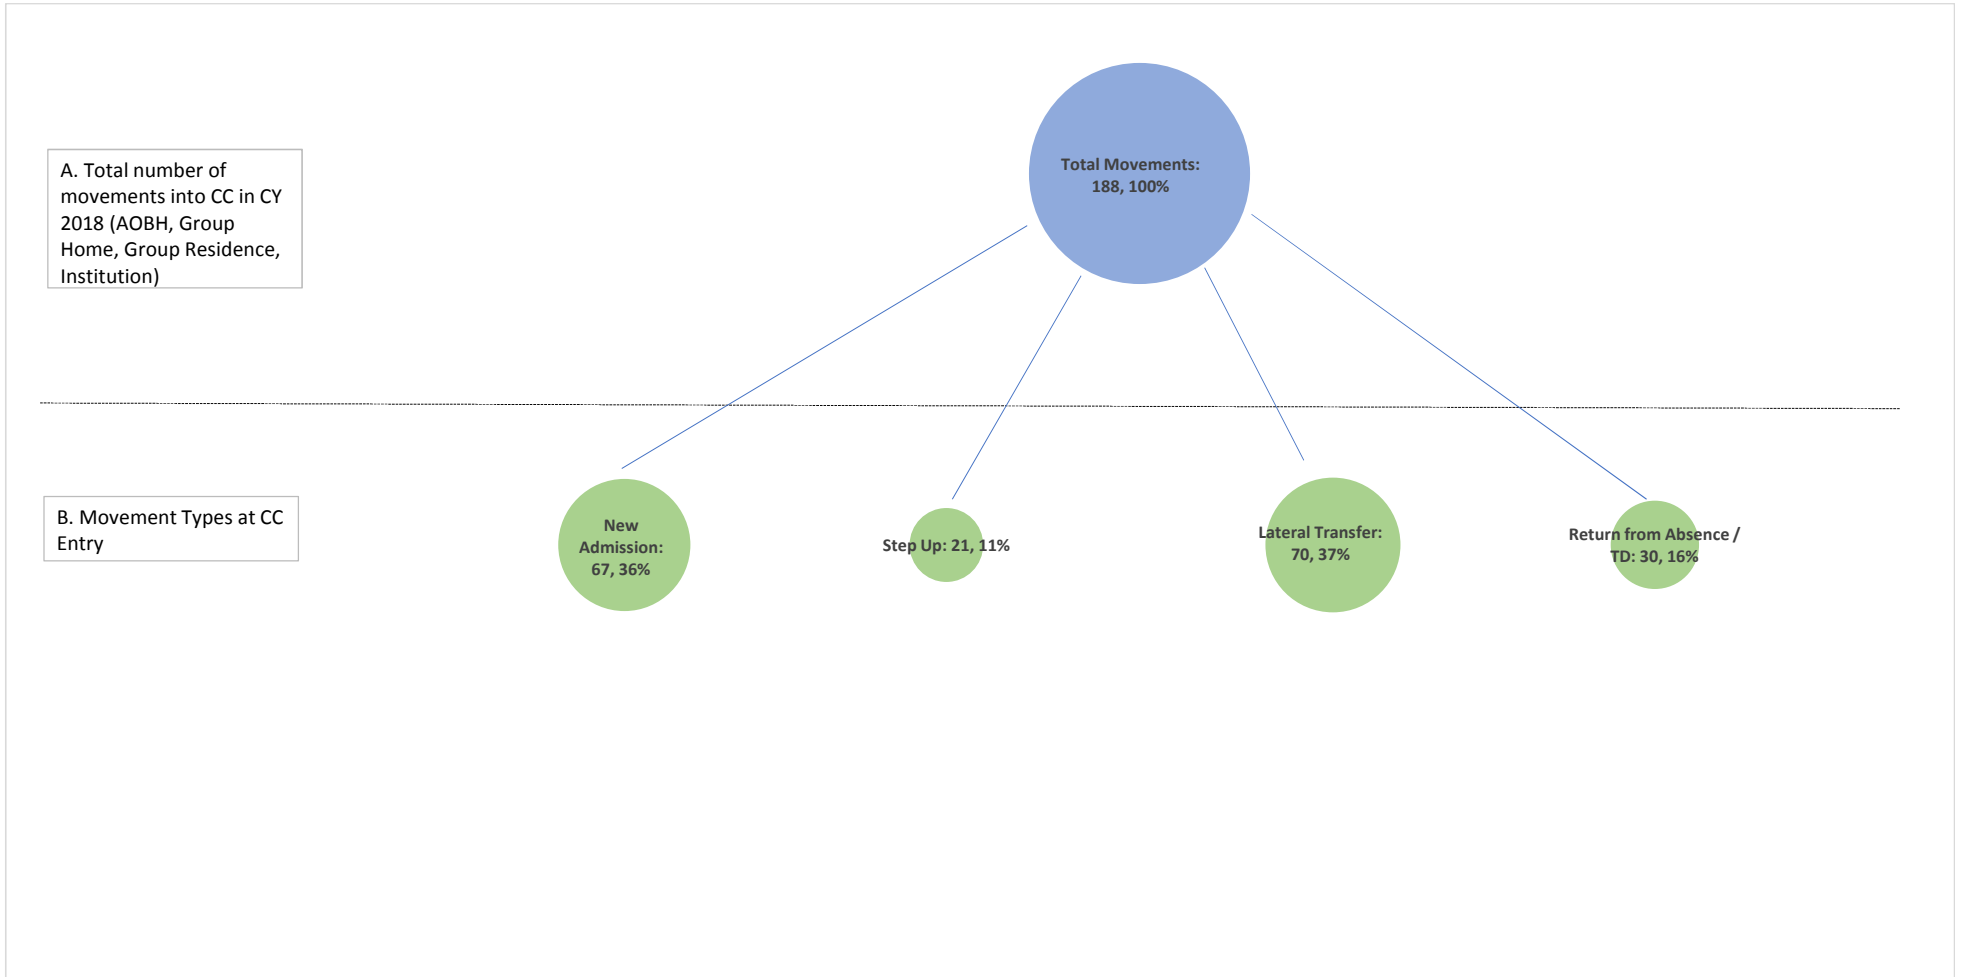 Total Movements:
188, 100%
A. Total number of
movements into CC in CY
2018 (AOBH, Group
Home, Group Residence,
Institution)
B. Movement Types at CC
Entry
New
Admission:
67, 36%
Step Up: 21, 11%
Lateral Transfer:
70, 37%
Return from Absence /
TD: 30, 16%